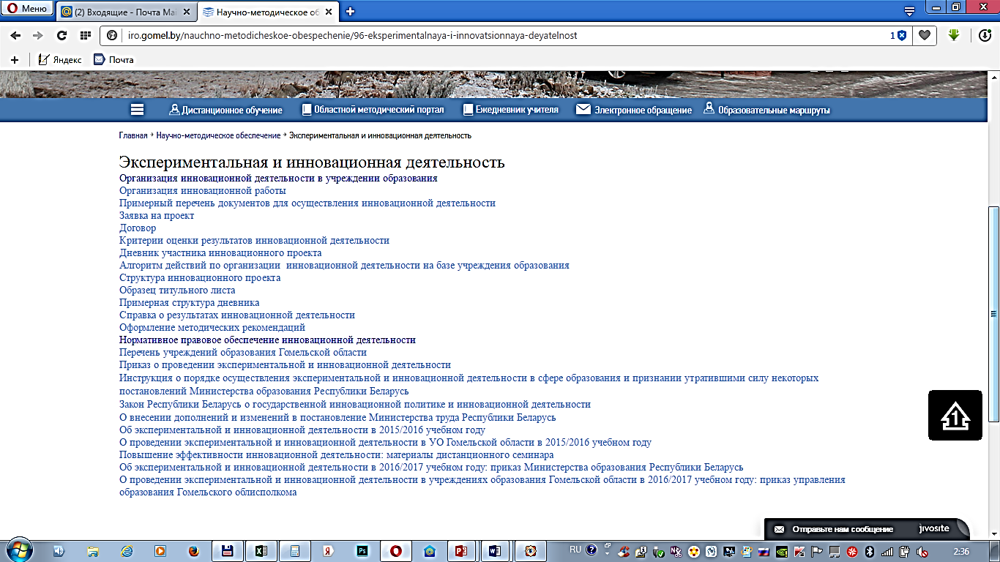 Меню
(2) Входящие - Почта Mai
Научно-методическое об
iro.gomel.by/nauchno-metodicheskoe-obespechenie/96-eksperimentalnaya-i-innovatsionnaya-deyatelnost
1
Яндекс
Почта
Дистанционное обучение
Областной методический портал
Ежедневник учителя
Электронное обращение
Образовательные маршруты
Главная
Научно-методическое обеспечение
Экспериментальная и инновационная деятельность
Экспериментальная и инновационная деятельность
Организация инновационной деятельности в учреждении образования
Организация инновационной работы
Примерный перечень документов для осуществления инновационной деятельности
Заявка на проект
Договор
Критерии оценки результатов инновационной деятельности
Дневник участника инновационного проекта
Алгоритм действий по организации инновационной деятельности на базе учреждения образования
Структура инновационного проекта
Образец титульного листа
Примерная структура дневника
Справка о результатах инновационной деятельности
Оформление методических рекомендаций
Нормативное правовое обеспечение инновационной деятельности
Перечень учреждений образования Гомельской области
Приказ о проведении экспериментальной и инновационной деятельности
Инструкция о порядке осуществления экспериментальной и инновационной деятельности в сфере образования и признании утратившими силу некоторых
постановлений Министерства образования Республики Беларусь
Закон Республики Беларусь о государственной инновационной политике и инновационной деятельности
О внесении дополнений и изменений в постановление Министерства труда Республики Беларусь
Об экспериментальной и инновационной деятельности в 2015/2016 учебном году
О проведении экспериментальной и инновационной деятельности в УО Гомельской области в 2015/2016 учебном году
Повышение эффективности инновационной деятельности: материалы дистанционного семинара
Об экспериментальной и инновационной деятельности в 2016/2017 учебном году: приказ Министерства образования Республики Беларусь
О проведении экспериментальной и инновационной деятельности в учреждениях образования Гомельской области в 2016/2017 учебном году: приказ управления
образования Гомельского облисполкома
1
Отправьте нам сообщение
jivosite
RU
2:36